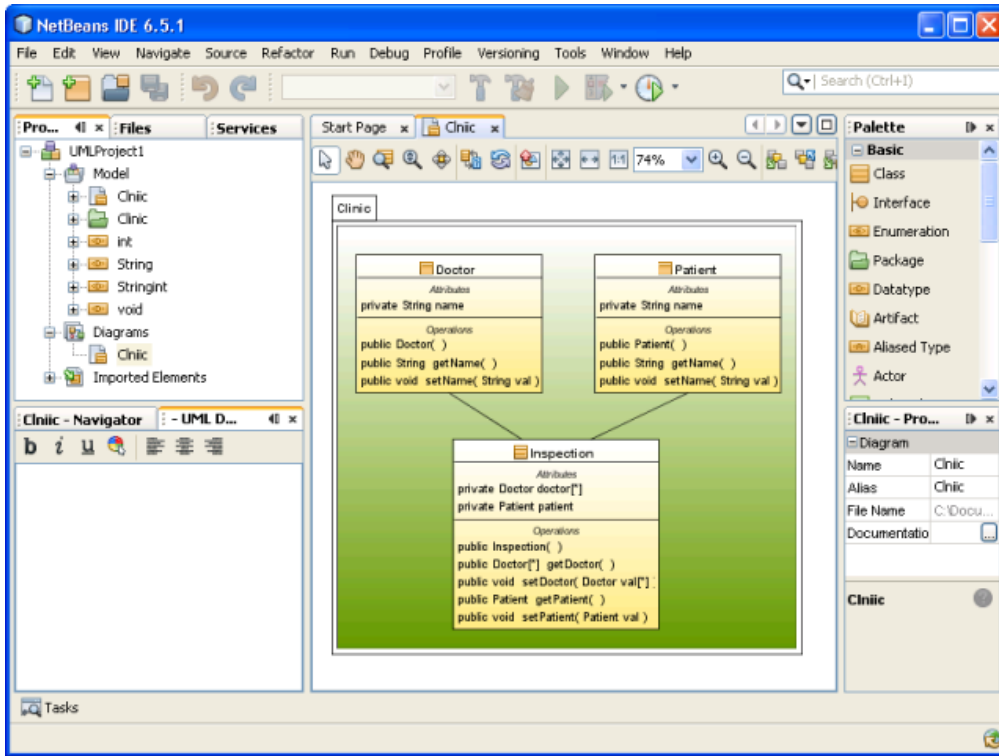 NetBeans IDE 6.5.1
File Edit View Navigate Source Refactor Run Debug Profile Versioning Tools Window Help
Search (Ctrl+I)
Pro... Files Services
UMLProject1
Model
Clniic
Clinic
int
String
Stringint
void
Diagrams
Clniic
Imported Elements
Clniic - Navigator - UML D...
b i u
Start Page Clniic
1:1 74%
Clinic
Doctor
Attributes
private String name
Operations
public Doctor( )
public String getName( )
public void setName( String val )
Patient
Attributes
private String name
Operations
public Patient( )
public String getName( )
public void setName( String val )
Inspection
Attributes
private Doctor doctor[*]
private Patient patient
Operations
public Inspection( )
public Doctor[*] getDoctor( )
public void setDoctor( Doctor val[*]
public Patient getPatient( )
public void setPatient( Patient val )
Palette
Basic
Class
Interface
Enumeration
Package
Datatype
Artifact
Aliased Type
Actor
Clniic - Pro...
Diagram
Name Clniic
Alias Clniic
File Name C:\Docu...
Documentatio ...
Clniic
Tasks